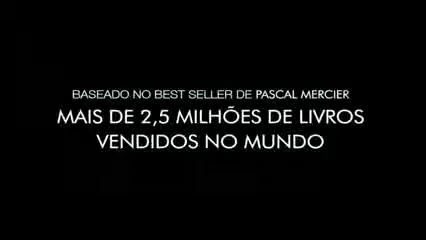 BASEADO NO BEST SELLER DE PASCAL MERCIER
MAIS DE 2,5 MILHÕES DE LIVROS
VENDIDOS NO MUNDO